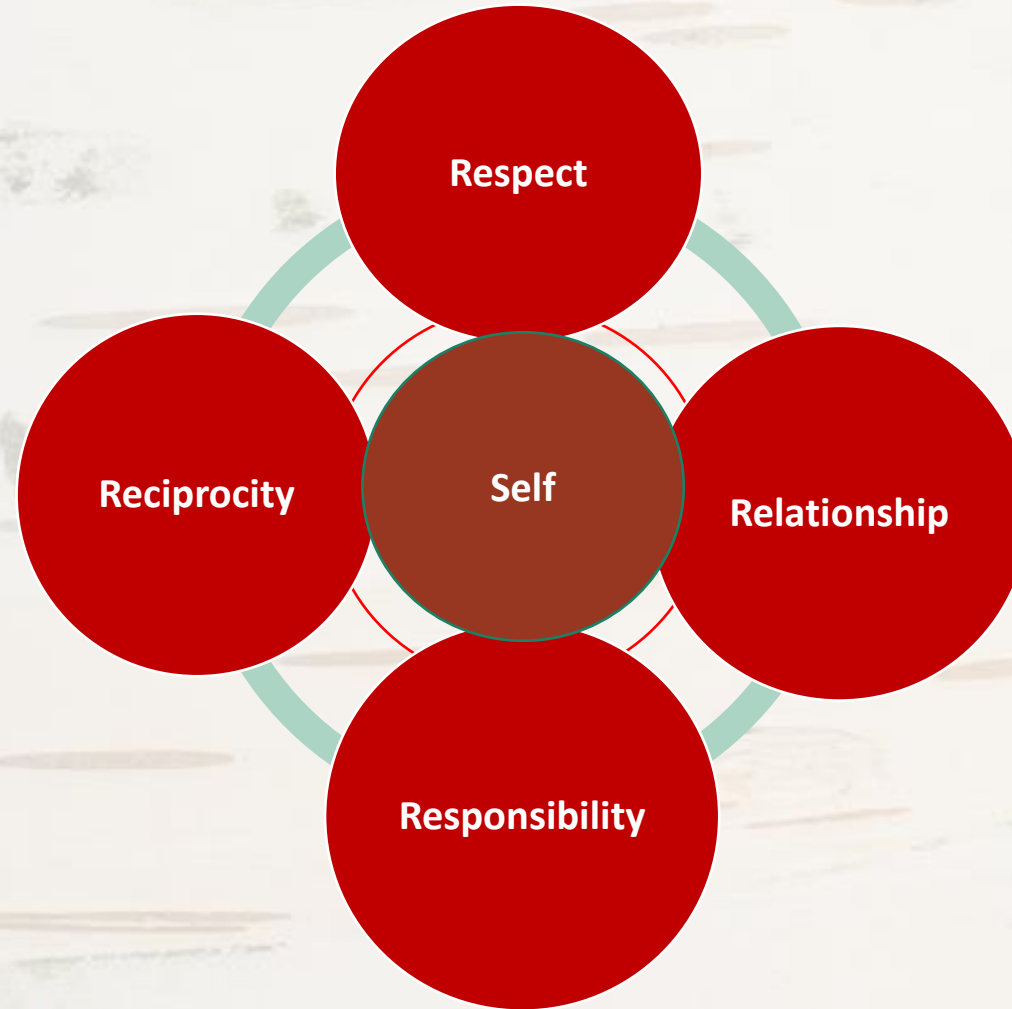 Respect
Reciprocity
Self
Relationship
Responsibility